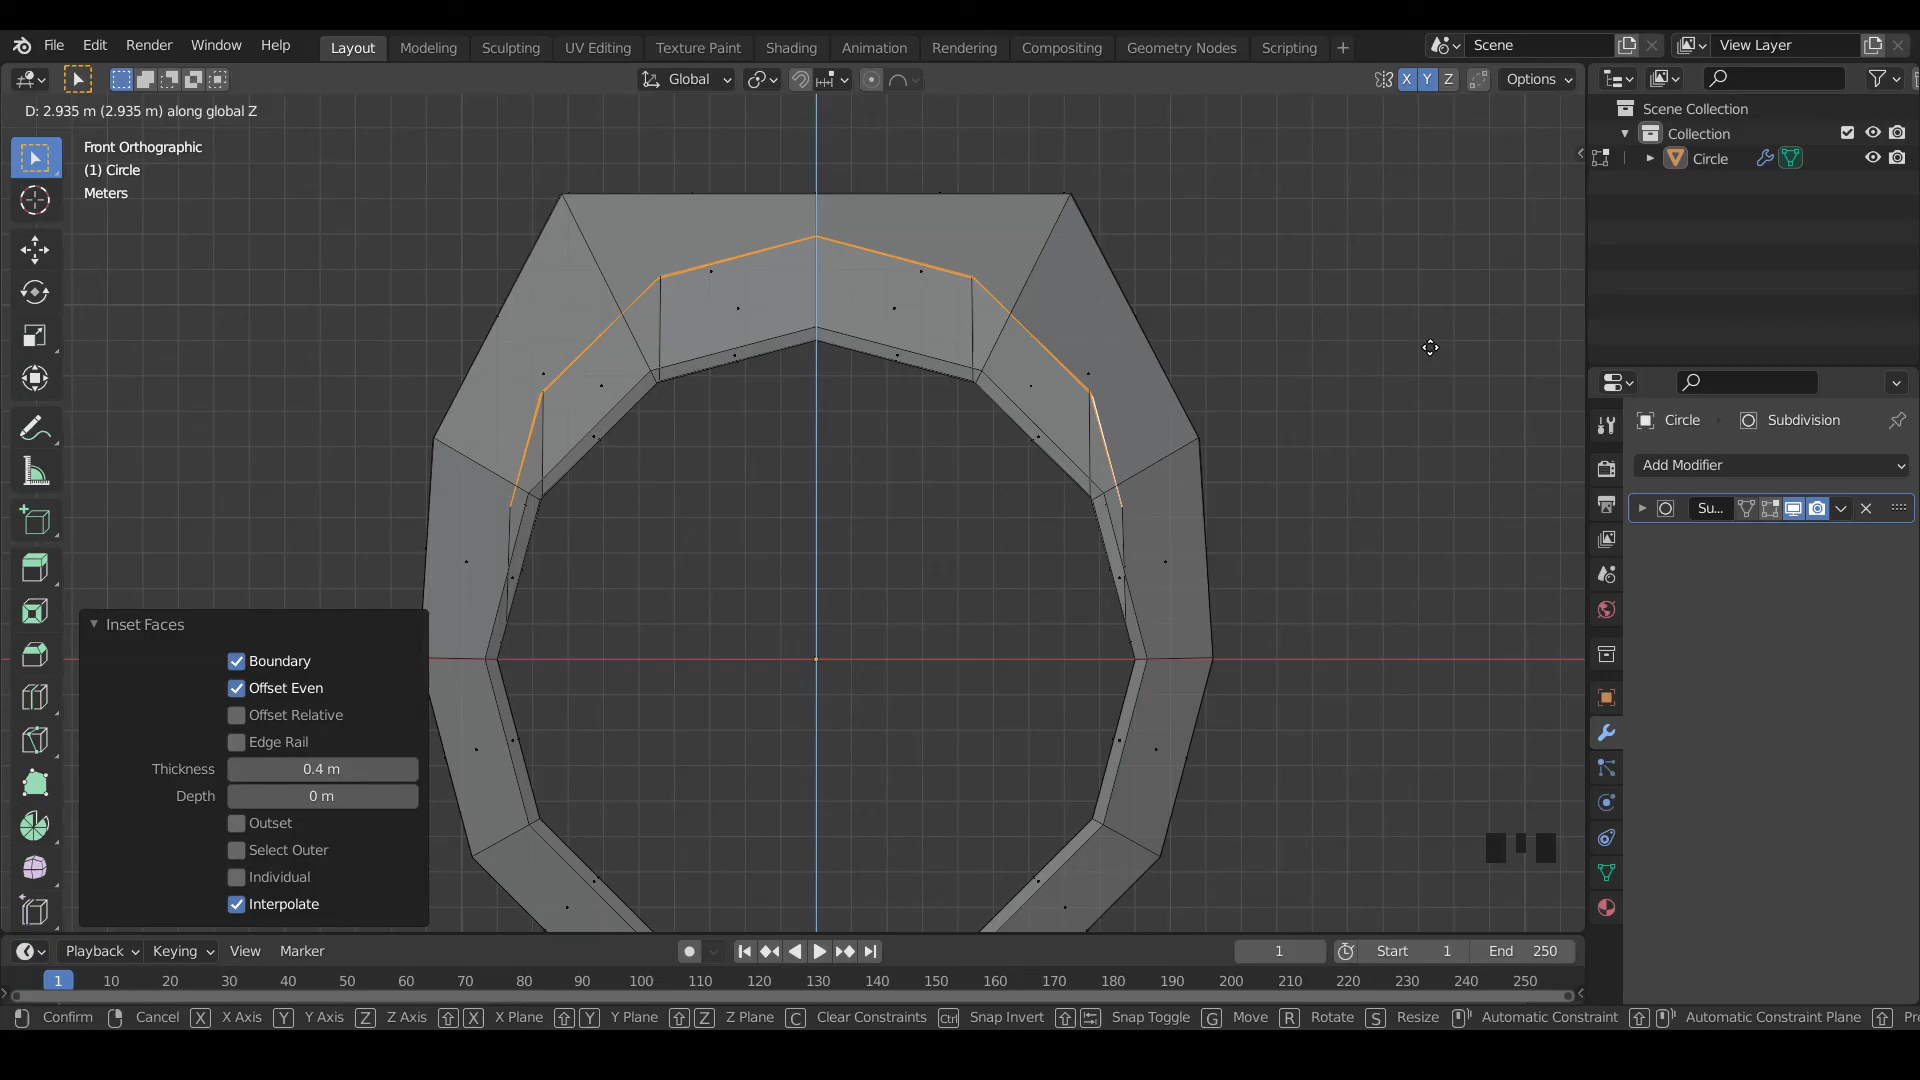 File Edit Render Window Help Layout Modeling Sculpting UV Editing Texture Paint Shading Animation Rendering Compositing Geometry Nodes Scripting + Scene View Layer
Global X Y Z Options
D: 2.935 m (2.935 m) along global Z
Front Orthographic
(1) Circle
Meters
Scene Collection
Collection
Circle
Circle Subdivision
Add Modifier
Su...
Inset Faces
Boundary
Offset Even
Offset Relative
Edge Rail
Thickness 0.4 m
Depth 0 m
Outset
Select Outer
Individual
Interpolate
Playback Keying View Marker 1 Start 1 End 250
1 10 20 30 40 50 60 70 80 90 100 110 120 130 140 150 160 170 180 190 200 210 220 230 240 250
Confirm Cancel X X Axis Y Y Axis Z Z Axis X X Plane Y Y Plane Z Z Plane C Clear Constraints Ctrl Snap Invert Snap Toggle G Move R Rotate S Resize Automatic Constraint Automatic Constraint Plane